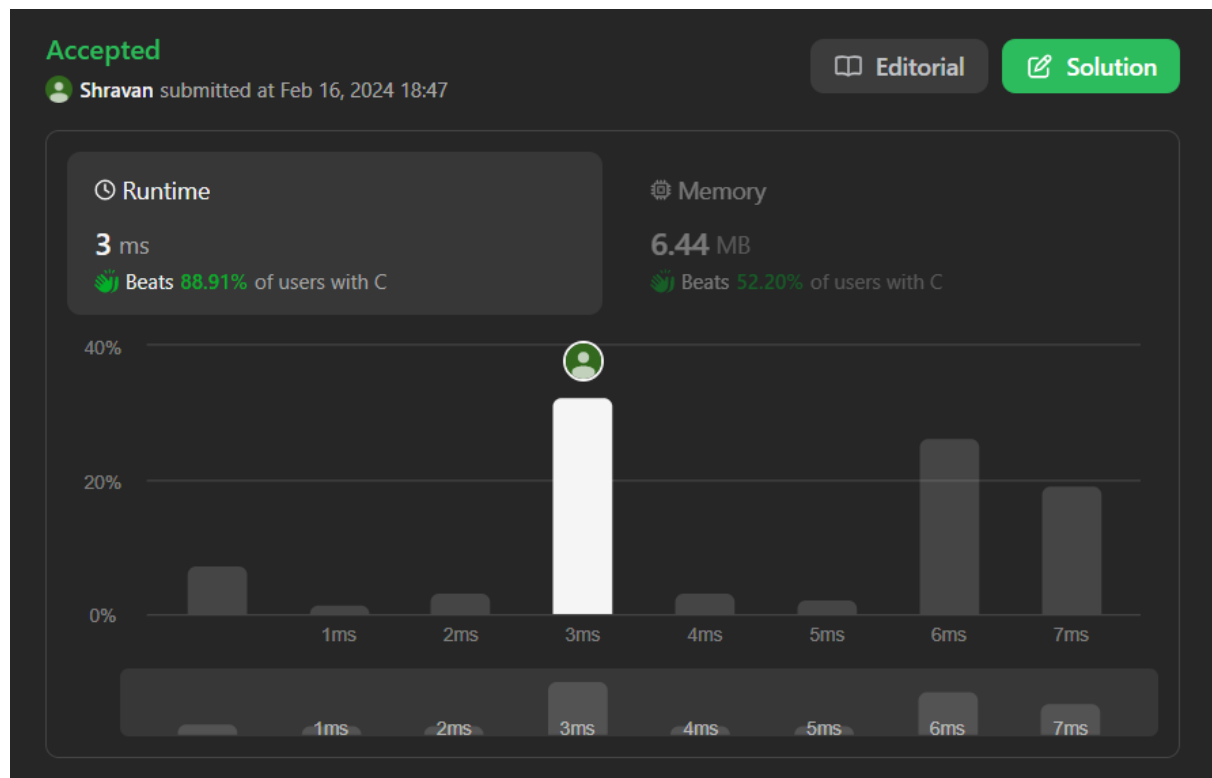 Accepted
Shravan submitted at Feb 16, 2024 18:47
Editorial
Solution
Runtime
3 ms
Beats 88.91% of users with C
Memory
6.44 MB
Beats 52.20% of users with C
40%
20%
0%
1ms 2ms 3ms 4ms 5ms 6ms 7ms
1ms 2ms 3ms 4ms 5ms 6ms 7ms